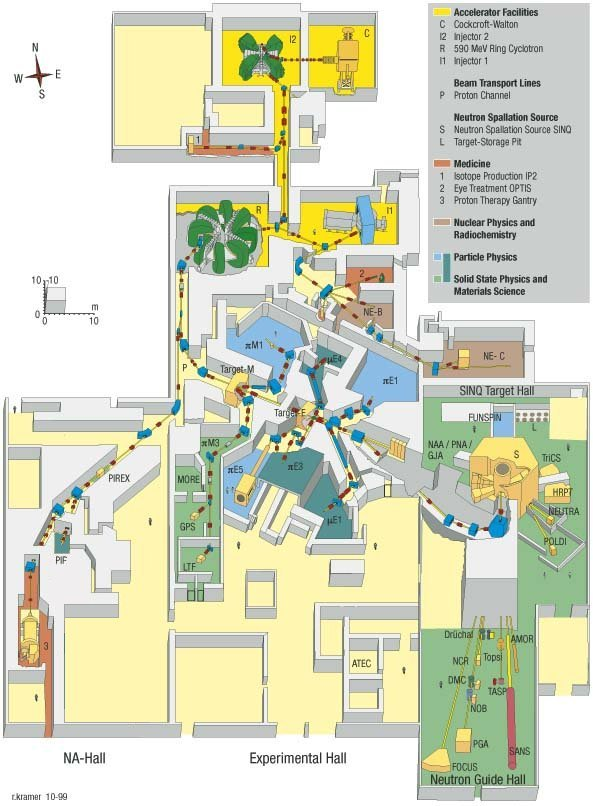 N
W E
S
I2
C
1
R
I1
2
NE-B
10 10
0 10 m
P
πM1
Target-M
μE4
πE1
NE- C
Target-E
πM3
πE5
πE3
μE1
MORE
GPS
LTF
PIREX
PIF
3
ATEC
SINQ Target Hall
FUNSPIN
L
NAA / PNA /
GJA
S
TriCS
HRPT
NEUTRA
POLDI
Drüchal
AMOR
NCR
Topsi
DMC
TASP
NOB
PGA
SANS
FOCUS
Neutron Guide Hall
NA-Hall
Experimental Hall
r.kramer 10-99
Accelerator Facilities
C Cockcroft-Walton
I2 Injector 2
R 590 MeV Ring Cyclotron
I1 Injector 1
Beam Transport Lines
P Proton Channel
Neutron Spallation Source
S Neutron Spallation Source SINQ
L Target-Storage Pit
Medicine
1 Isotope Production IP2
2 Eye Treatment OPTIS
3 Proton Therapy Gantry
Nuclear Physics and
Radiochemistry
Particle Physics
Solid State Physics and
Materials Science